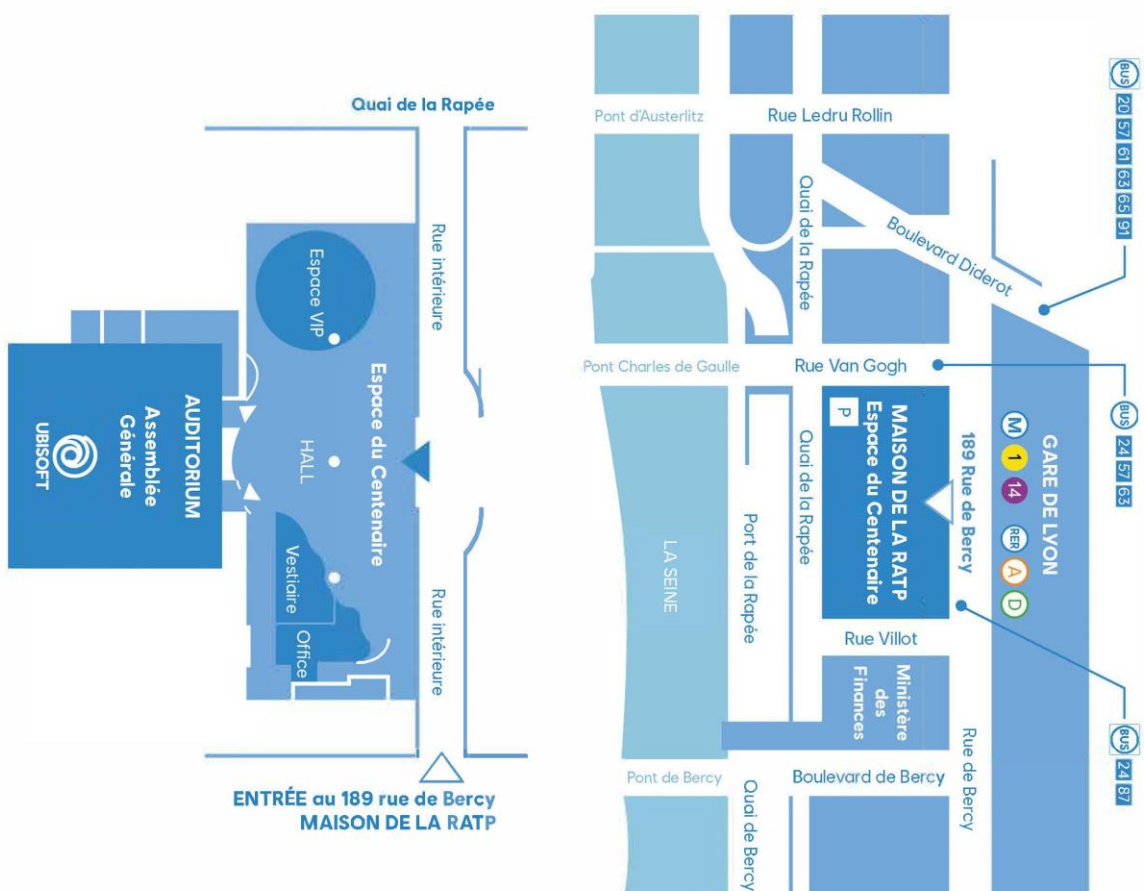 Quai de la Rapée
Rue intérieure
Espace VIP
Espace du Centenaire
HALL
AUDITORIUM
Assemblée
Générale
UBISOFT
Vestiaire
Office
Rue intérieure
ENTRÉE au 189 rue de Bercy
MAISON DE LA RATP
Pont d'Austerlitz
Rue Ledru Rollin
Quai de la Rapée
Boulevard Diderot
BUS 20 57 61 63 65 91
Pont Charles de Gaulle
Rue Van Gogh
BUS 24 57 63
GARE DE LYON
M 1 14 RER A D
189 Rue de Bercy
MAISON DE LA RATP
Espace du Centenaire
P
Quai de la Rapée
Port de la Rapée
LA SEINE
Rue Villot
Ministère
des
Finances
BUS 24 87
Rue de Bercy
Pont de Bercy
Boulevard de Bercy
Quai de Bercy